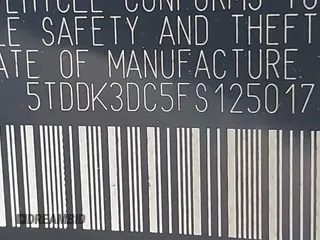 VEHICLE CONFORMS TO
LE SAFETY AND THEFT
ATE OF MANUFACTURE
5TDDK3DC5FS125017
DREAMBID